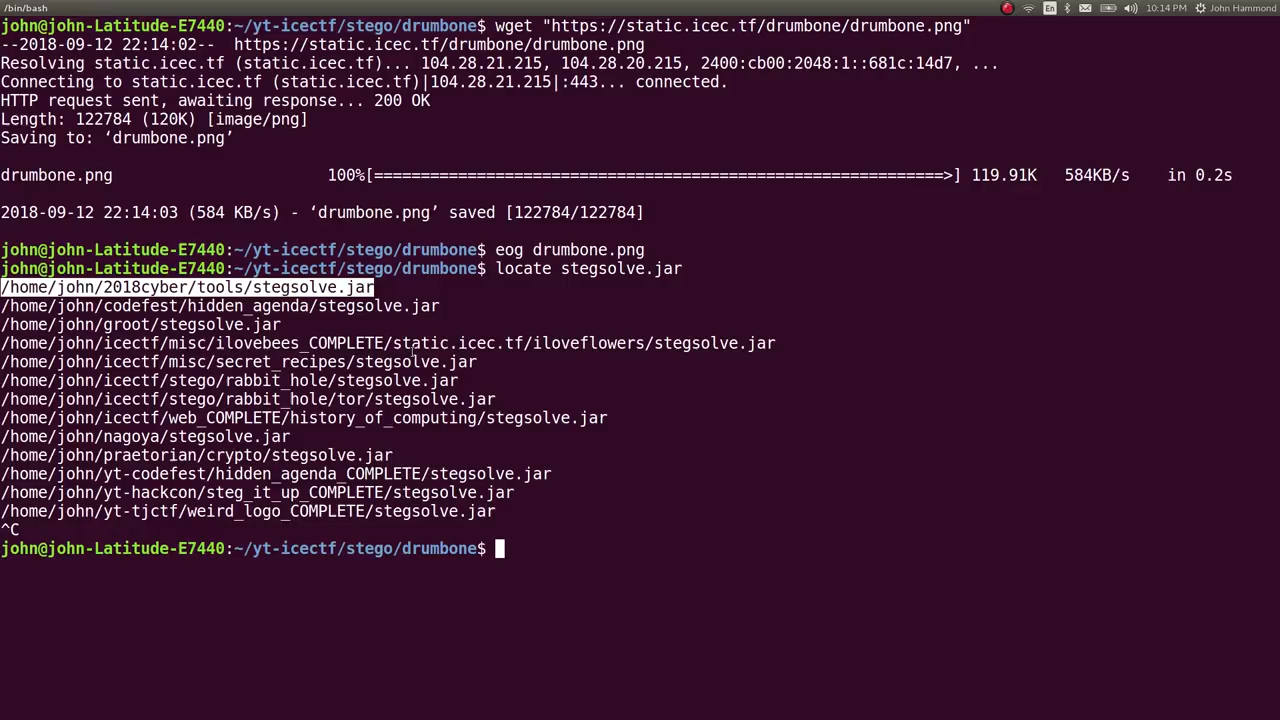 /bin/bash
En
10:14 PM
John Hammond
john@john-Latitude-E7440:~/yt-icectf/stego/drumbone$ wget "https://static.icec.tf/drumbone/drumbone.png"
--2018-09-12 22:14:02--  https://static.icec.tf/drumbone/drumbone.png
Resolving static.icec.tf (static.icec.tf)... 104.28.21.215, 104.28.20.215, 2400:cb00:2048:1::681c:14d7, ...
Connecting to static.icec.tf (static.icec.tf)|104.28.21.215|:443... connected.
HTTP request sent, awaiting response... 200 OK
Length: 122784 (120K) [image/png]
Saving to: ‘drumbone.png’
drumbone.png                       100%[=============================================================>] 119.91K   584KB/s    in 0.2s
2018-09-12 22:14:03 (584 KB/s) - ‘drumbone.png’ saved [122784/122784]
john@john-Latitude-E7440:~/yt-icectf/stego/drumbone$ eog drumbone.png
john@john-Latitude-E7440:~/yt-icectf/stego/drumbone$ locate stegsolve.jar
/home/john/2018cyber/tools/stegsolve.jar
/home/john/codefest/hidden_agenda/stegsolve.jar
/home/john/groot/stegsolve.jar
/home/john/icectf/misc/ilovebees_COMPLETE/static.icec.tf/iloveflowers/stegsolve.jar
/home/john/icectf/misc/secret_recipes/stegsolve.jar
/home/john/icectf/stego/rabbit_hole/stegsolve.jar
/home/john/icectf/stego/rabbit_hole/tor/stegsolve.jar
/home/john/icectf/web_COMPLETE/history_of_computing/stegsolve.jar
/home/john/nagoya/stegsolve.jar
/home/john/praetorian/crypto/stegsolve.jar
/home/john/yt-codefest/hidden_agenda_COMPLETE/stegsolve.jar
/home/john/yt-hackcon/steg_it_up_COMPLETE/stegsolve.jar
/home/john/yt-tjctf/weird_logo_COMPLETE/stegsolve.jar
^C
john@john-Latitude-E7440:~/yt-icectf/stego/drumbone$